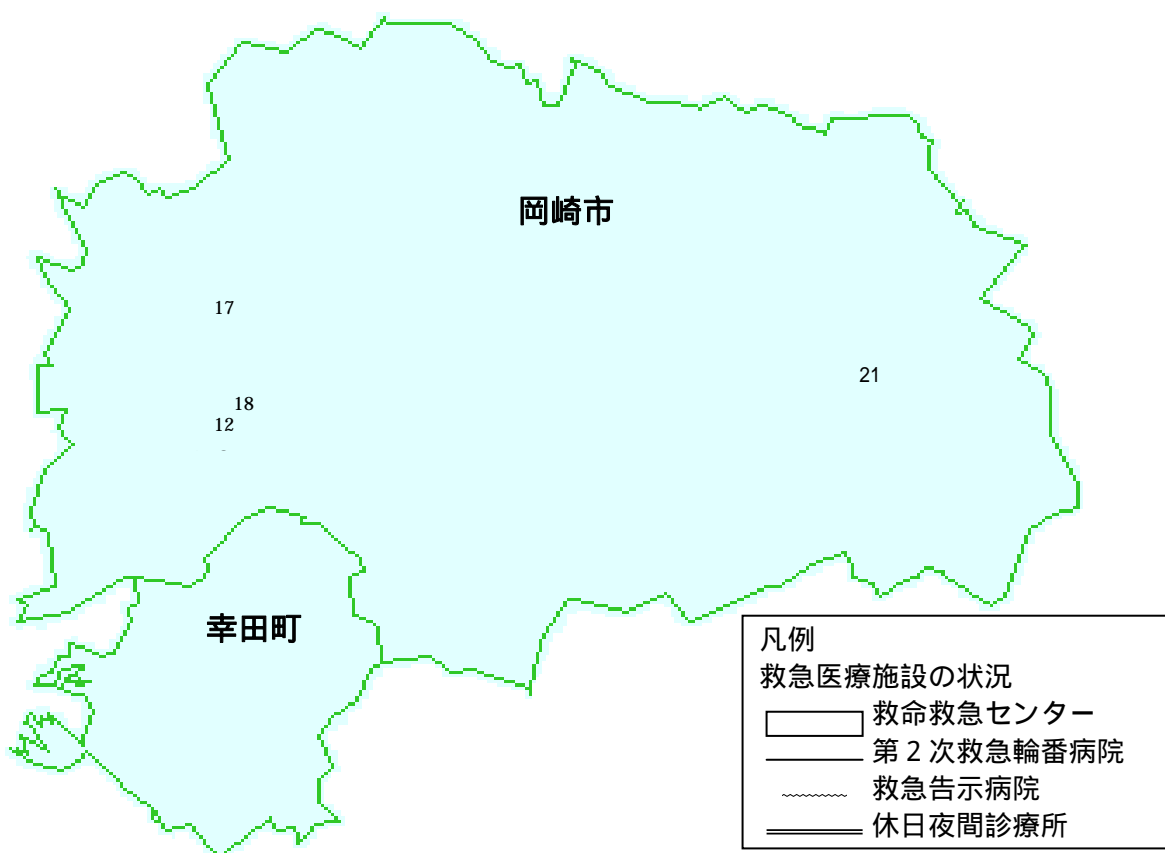 岡崎市
17
21
18
12
幸田町
凡例
救急医療施設の状況
救命救急センター
第２次救急輪番病院
救急告示病院
休日夜間診療所